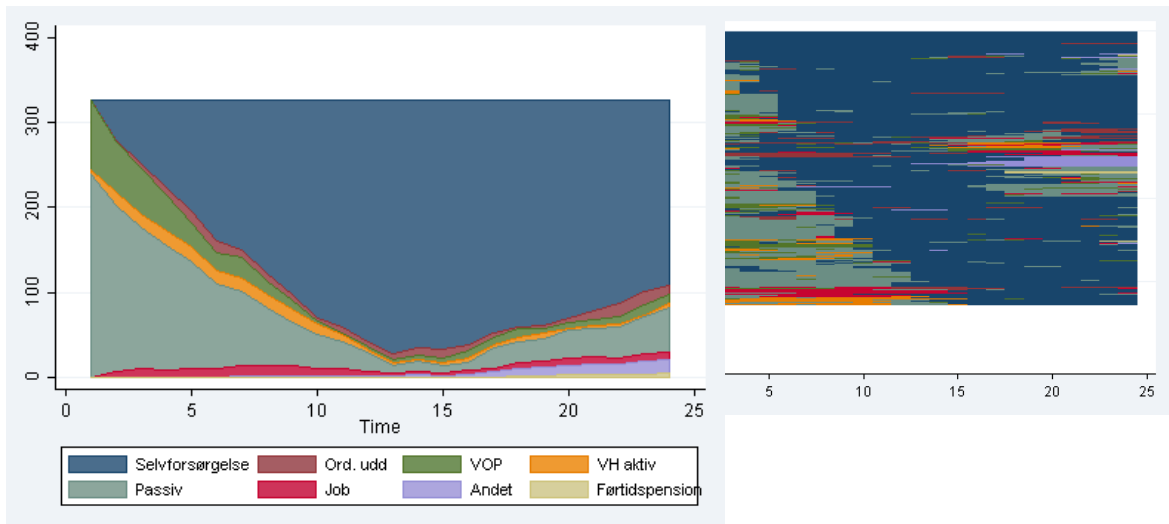 400
300
200
100
0
0 5 10 15 20 25
Time
5 10 15 20 25
Selvforsørgelse Ord. udd VOP VH aktiv
Passiv Job Andet Førtidspension